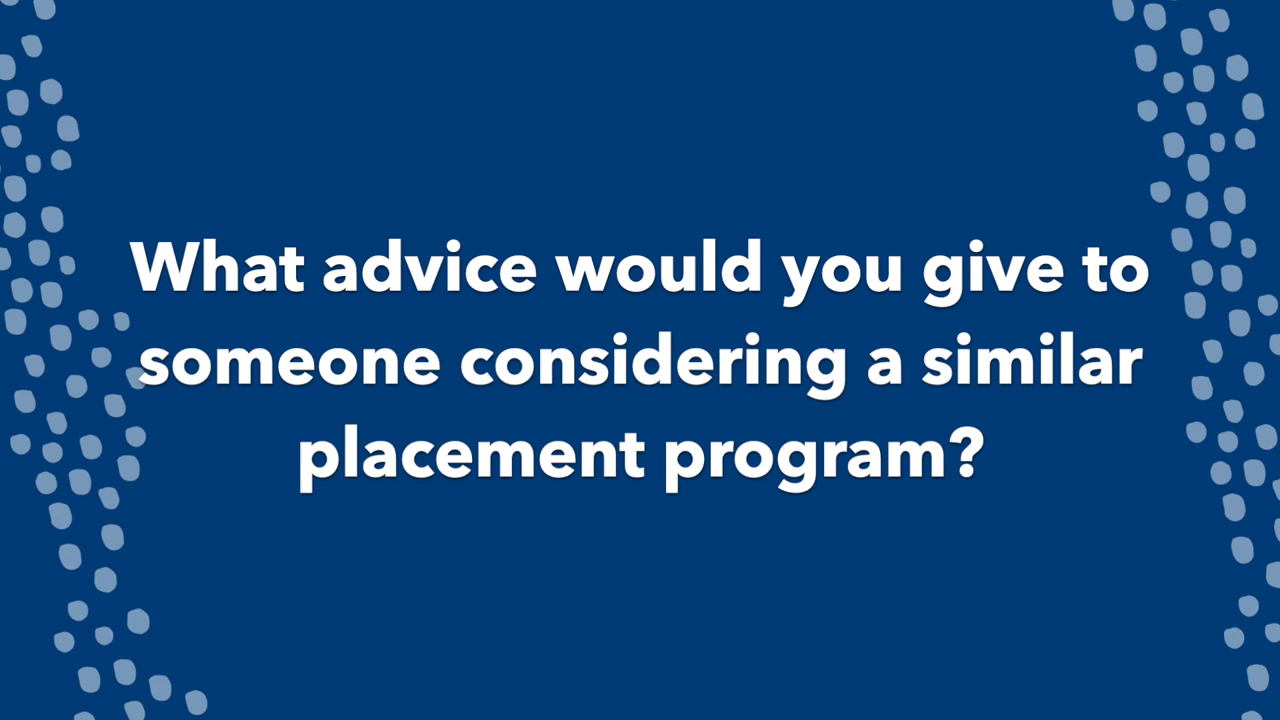 What advice would you give to
someone considering a similar
placement program?